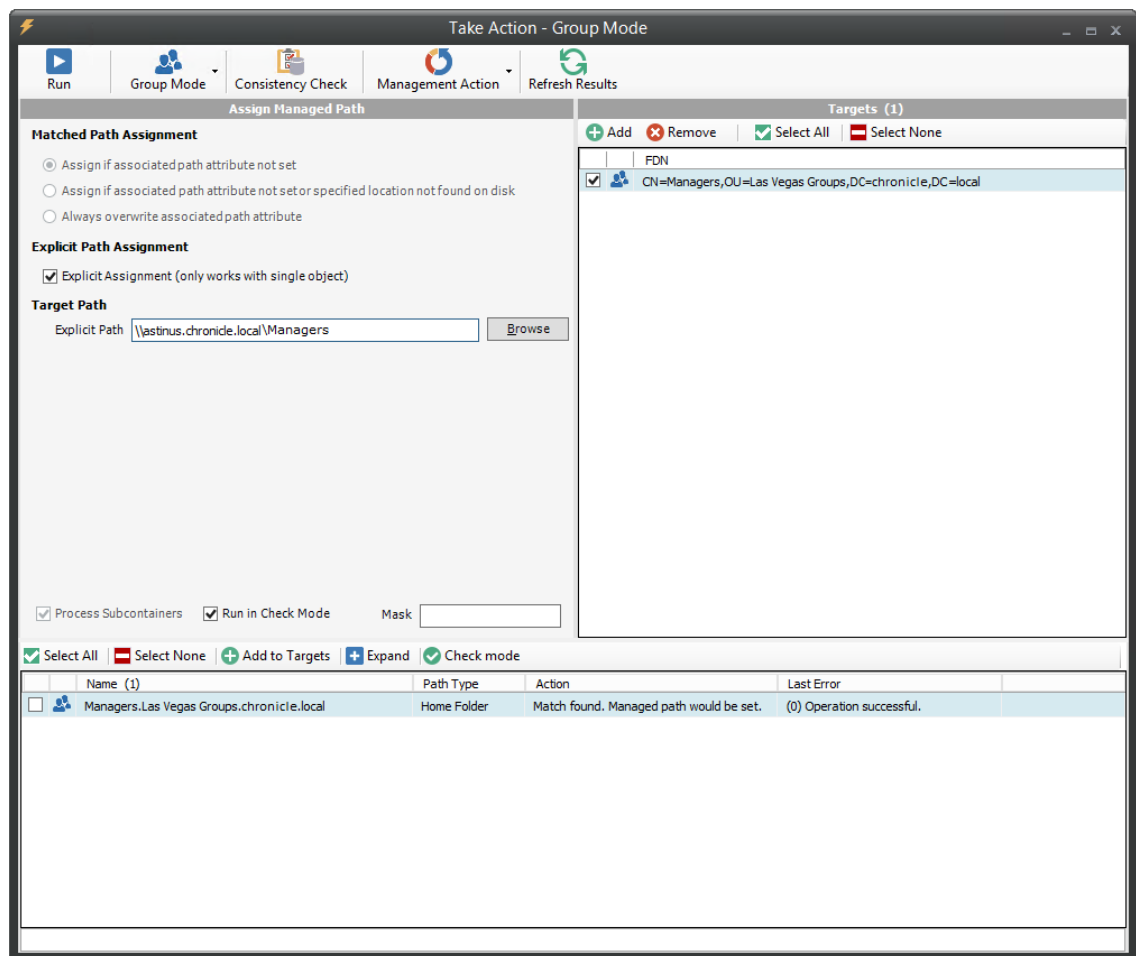 Take Action - Group Mode
Run
Group Mode
Consistency Check
Management Action
Refresh Results
Assign Managed Path
Matched Path Assignment
Assign if associated path attribute not set
Assign if associated path attribute not set or specified location not found on disk
Always overwrite associated path attribute
Explicit Path Assignment
Explicit Assignment (only works with single object)
Target Path
Explicit Path \\astinus.chronicle.local\Managers Browse
Process Subcontainers Run in Check Mode Mask
Targets (1)
Add Remove Select All Select None
FDN
CN=Managers,OU=Las Vegas Groups,DC=chronicle,DC=local
Select All Select None Add to Targets Expand Check mode
Name (1) Path Type Action Last Error
Managers.Las Vegas Groups.chronicle.local Home Folder Match found. Managed path would be set. (0) Operation successful.